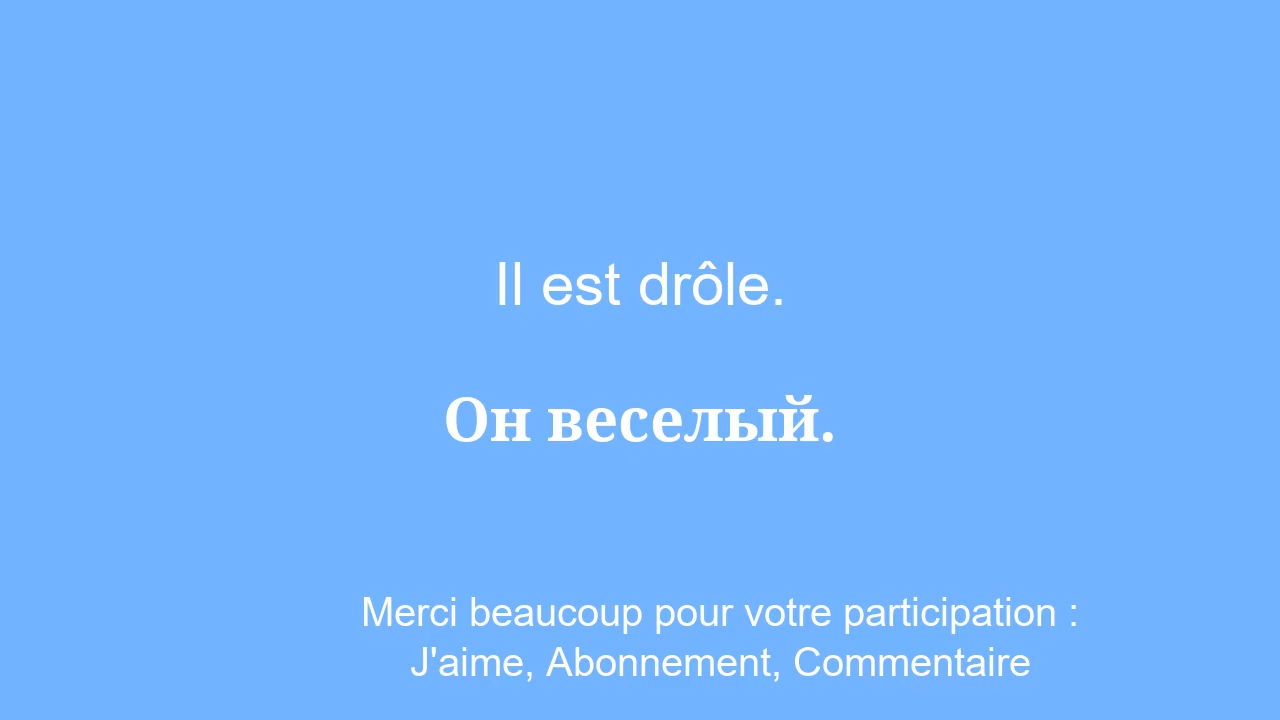 Il est drôle.
Он веселый.
Merci beaucoup pour votre participation :
J'aime, Abonnement, Commentaire